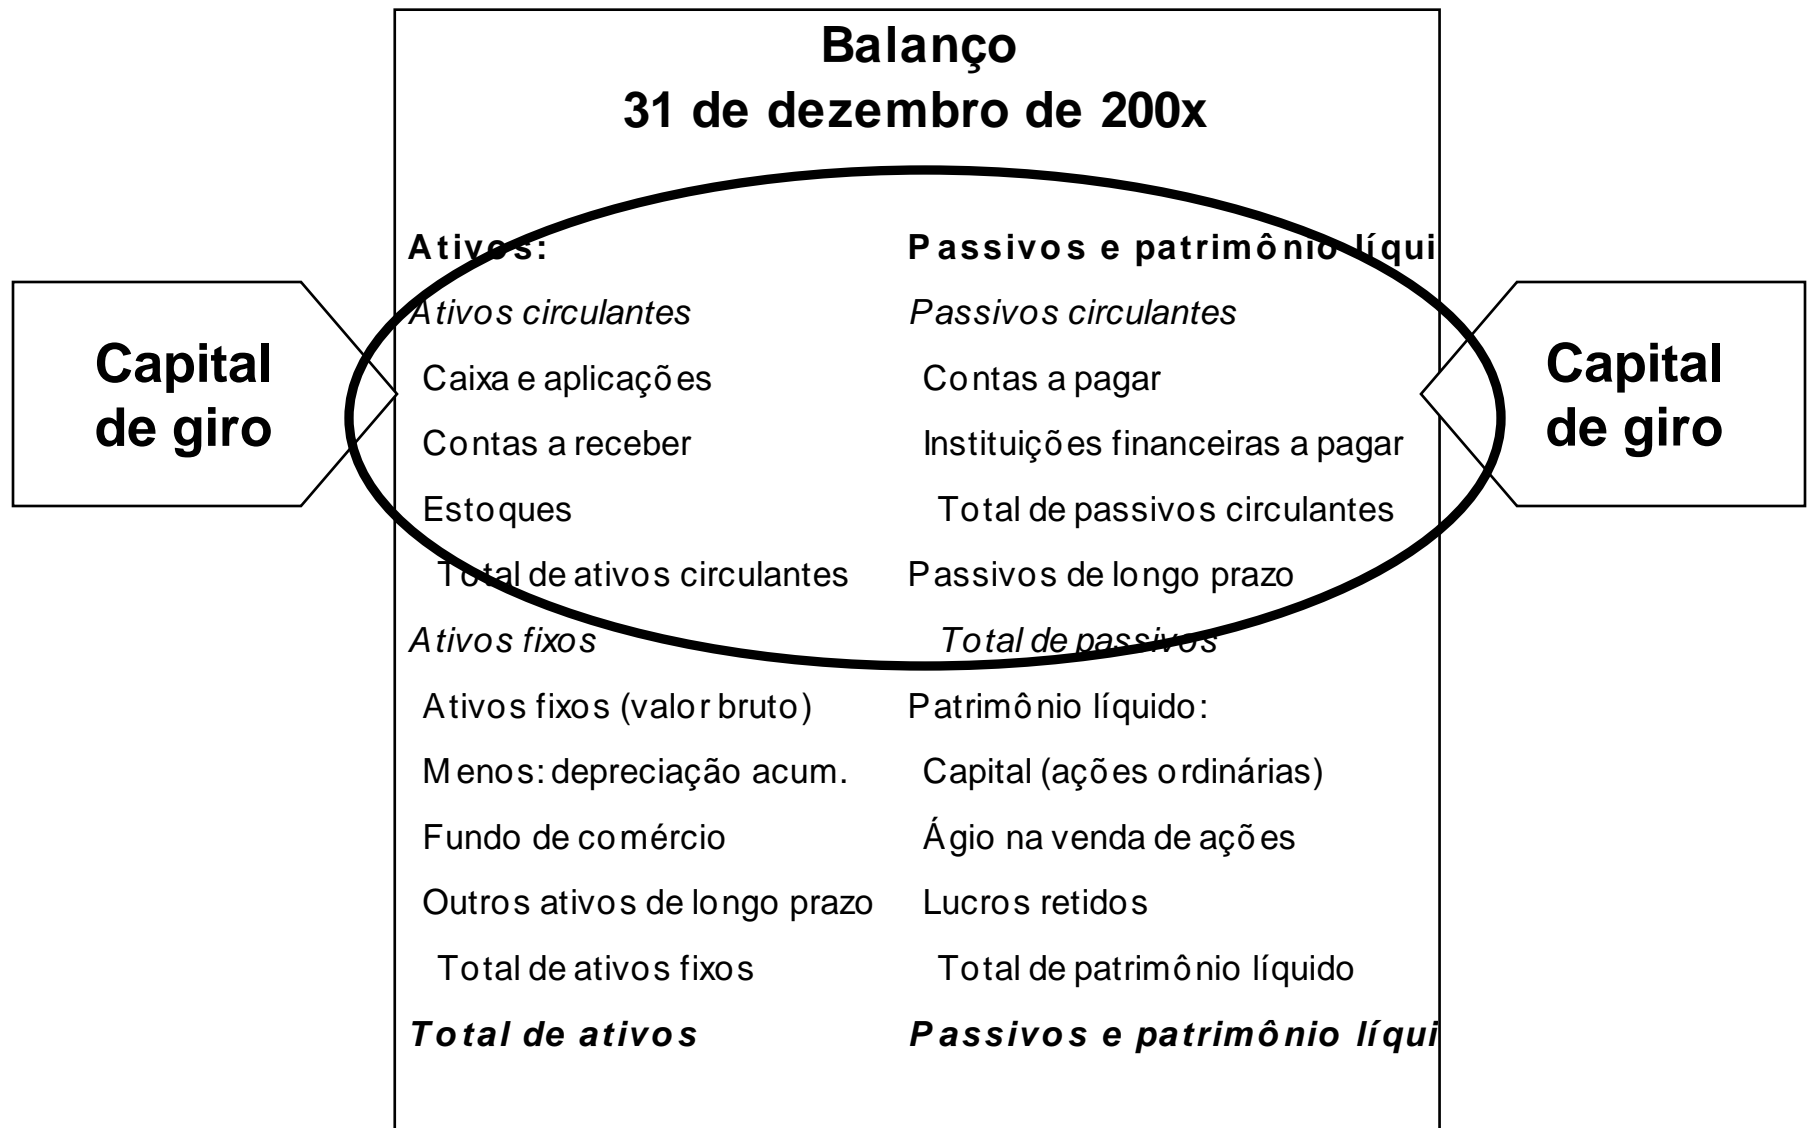 Balanço
31 de dezembro de 200x
Capital
de giro
Ativos:
Ativos circulantes
Caixa e aplicações
Contas a receber
Estoques
Total de ativos circulantes
Ativos fixos
Ativos fixos (valor bruto)
Menos: depreciação acum.
Fundo de comércio
Outros ativos de longo prazo
Total de ativos fixos
Total de ativos
Passivos e patrimônio líqui
Passivos circulantes
Contas a pagar
Instituições financeiras a pagar
Total de passivos circulantes
Passivos de longo prazo
Total de passivos
Patrimônio líquido:
Capital (ações ordinárias)
Ágio na venda de ações
Lucros retidos
Total de patrimônio líquido
Passivos e patrimônio líqui
Capital
de giro